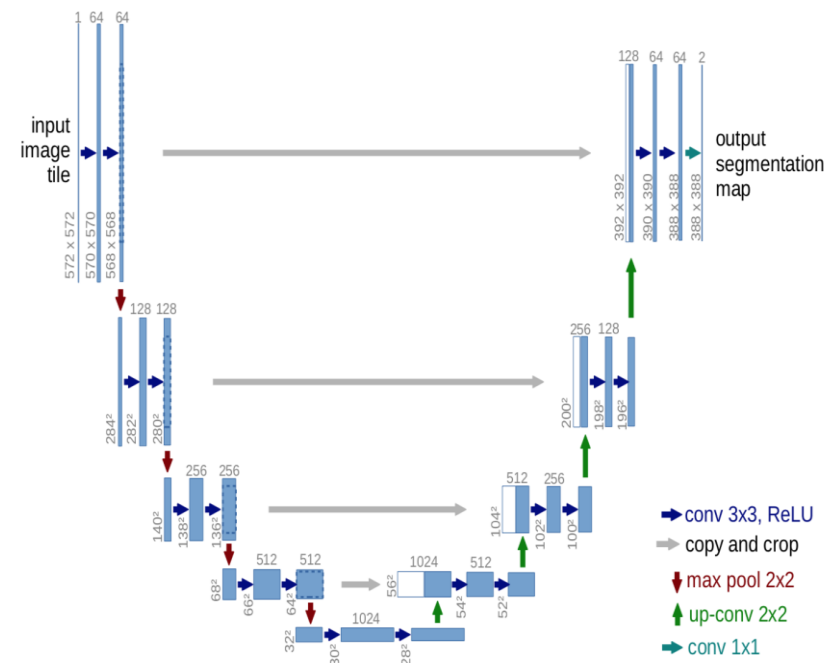 1 64 64
128 64 64 2
input
image
tile
output
segmentation
map
572 x 572
570 x 570
568 x 568
392 x 392
390 x 390
388 x 388
388 x 388
128 128
256 128
284²
282²
280²
200²
198²
196²
256 256
512 256
140²
138²
136²
104²
102²
100²
512 512
1024 512
68²
66²
64²
56²
54²
52²
1024
32²
30²
28²
conv 3x3, ReLU
copy and crop
max pool 2x2
up-conv 2x2
conv 1x1